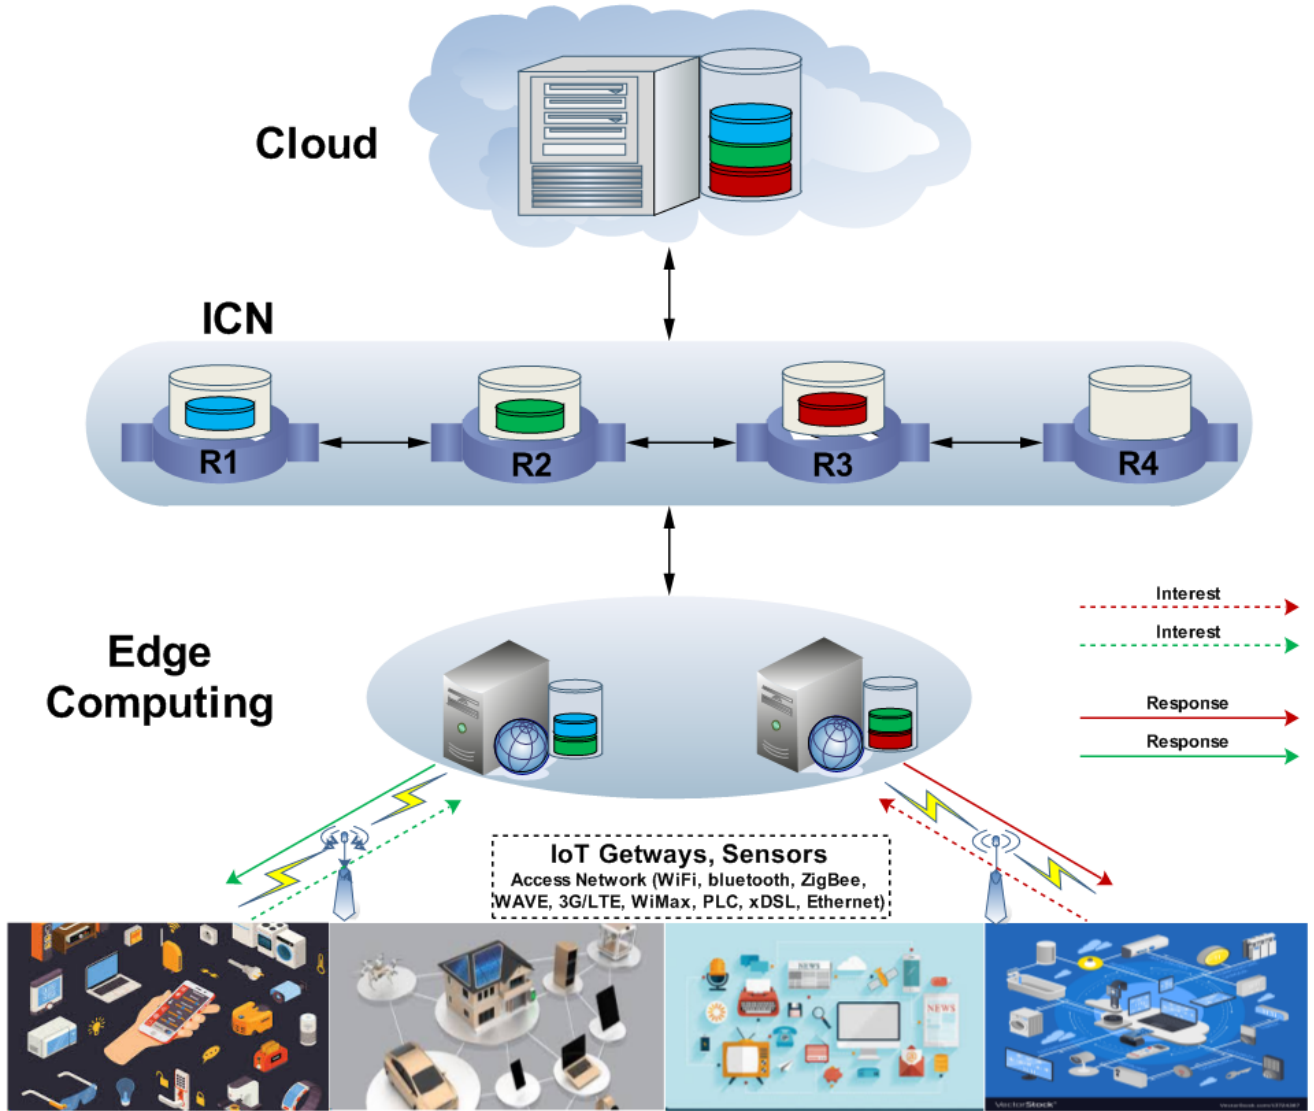 Cloud
ICN
R1
R2
R3
R4
Edge
Computing
Interest
Interest
Response
Response
IoT Getways, Sensors
Access Network (WiFi, bluetooth, ZigBee,
WAVE, 3G/LTE, WiMax, PLC, xDSL, Ethernet)
NEWS
NEWS
VectorStock